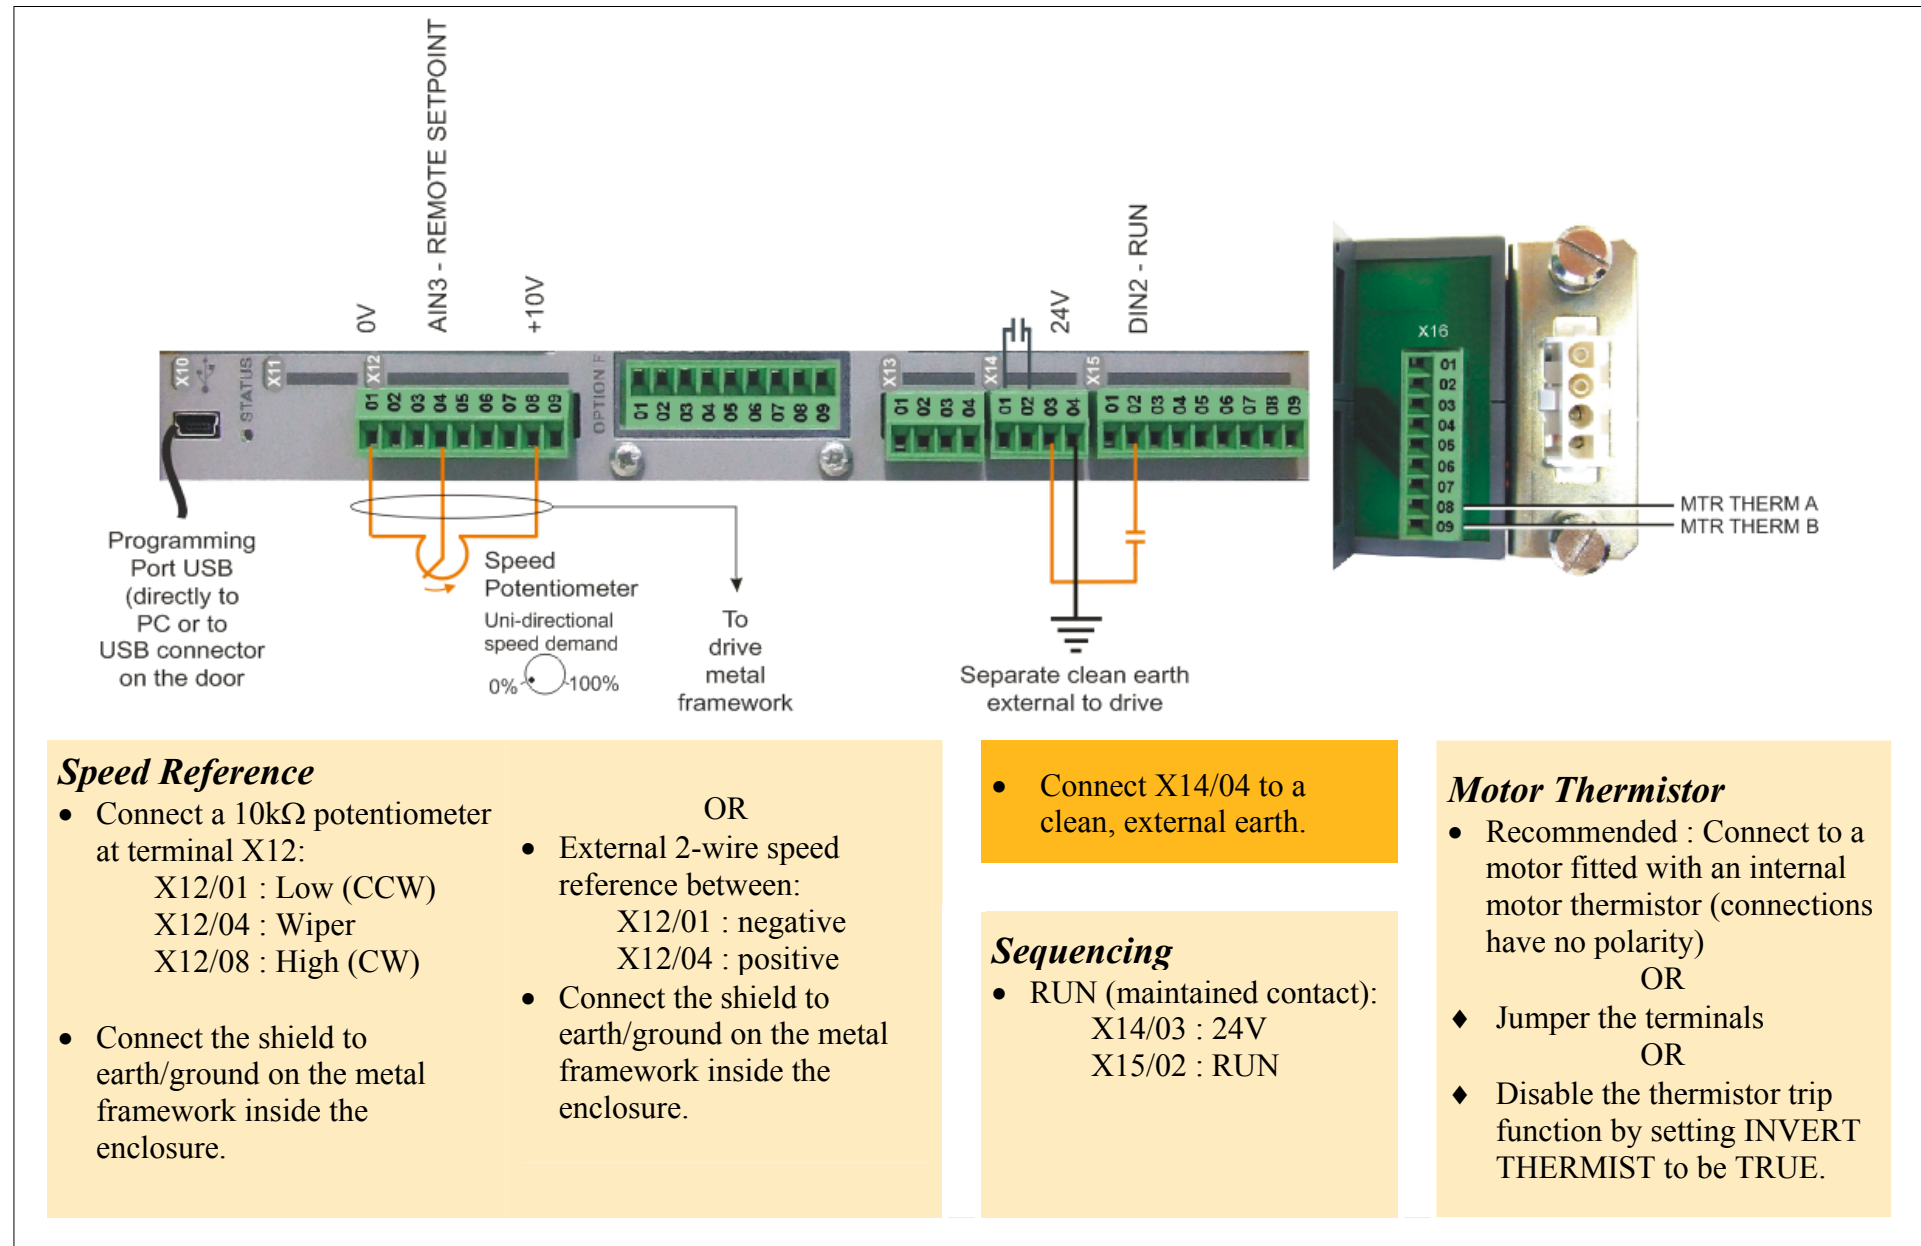 0V
AIN3 - REMOTE SETPOINT
+10V
24V
DIN2 - RUN
X10
STATUS
X11
X12
01 02 03 04 05 06 07 08 09
OPTION F
01 02 03 04 05 06 07 08 09
X13
01 02 03 04
X14
01 02 03 04
X15
01 02 03 04 05 06 07 08 09
X16
01
02
03
04
05
06
07
08
09
MTR THERM A
MTR THERM B
Programming
Port USB
(directly to
PC or to
USB connector
on the door
Speed
Potentiometer
Uni-directional
speed demand
0%
100%
To
drive
metal
framework
Separate clean earth
external to drive
Speed Reference
• Connect a 10kΩ potentiometer
at terminal X12:
X12/01 : Low (CCW)
X12/04 : Wiper
X12/08 : High (CW)
• Connect the shield to
earth/ground on the metal
framework inside the
enclosure.
OR
• External 2-wire speed
reference between:
X12/01 : negative
X12/04 : positive
• Connect the shield to
earth/ground on the metal
framework inside the
enclosure.
• Connect X14/04 to a
clean, external earth.
Sequencing
• RUN (maintained contact):
X14/03 : 24V
X15/02 : RUN
Motor Thermistor
• Recommended : Connect to a
motor fitted with an internal
motor thermistor (connections
have no polarity)
OR
♦ Jumper the terminals
OR
♦ Disable the thermistor trip
function by setting INVERT
THERMIST to be TRUE.